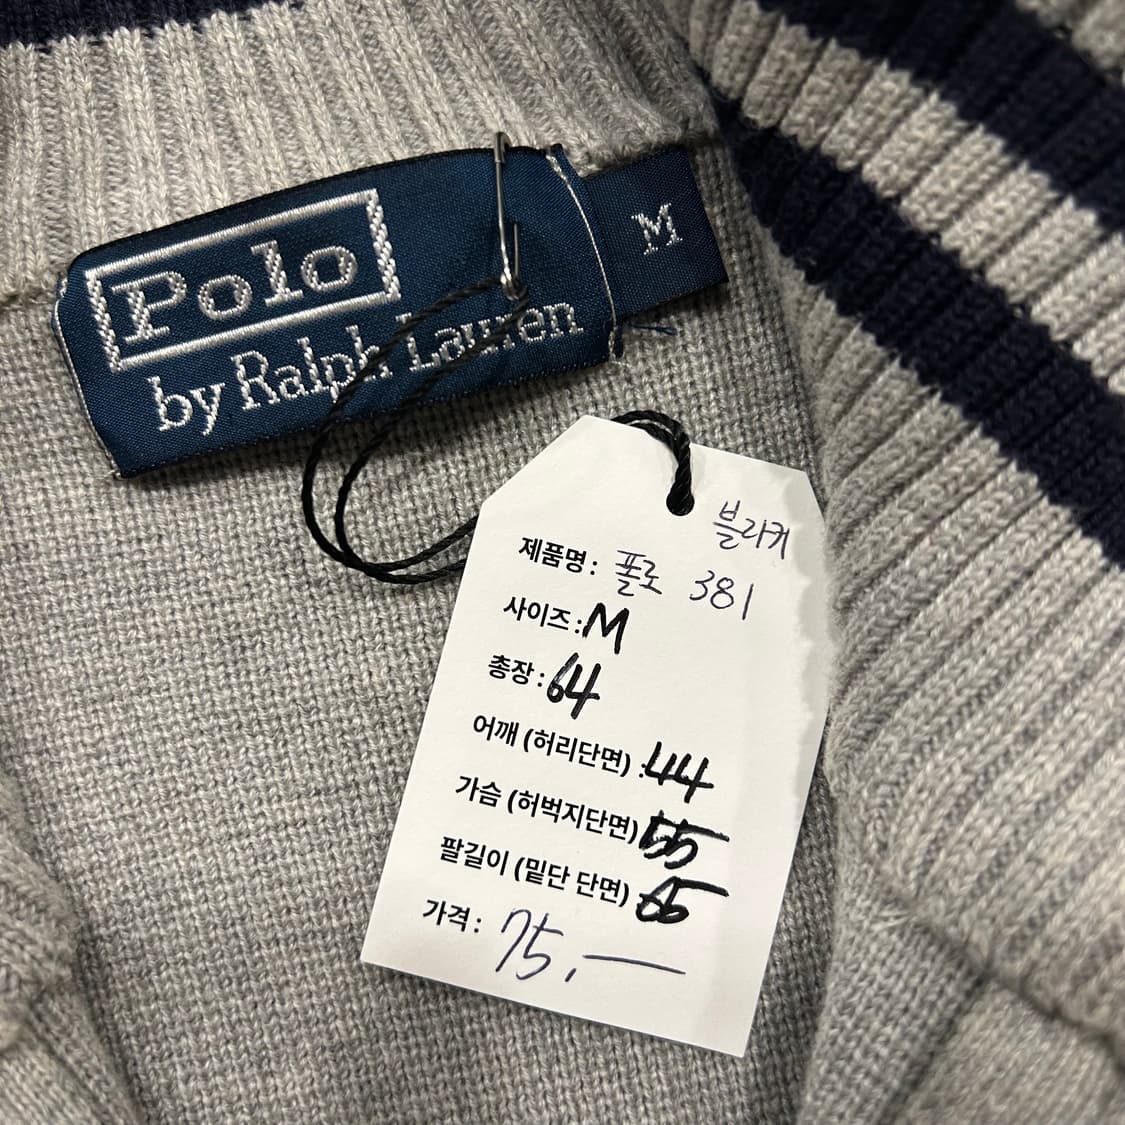 Polo
by Ralph Lauren
M
블라커
제품명 : 폴로 381
사이즈 : M
총장 : 64
어깨 (허리단면) : 44
가슴 (허벅지단면) 55
팔길이 (밑단 단면) 65
가격 : 75,—